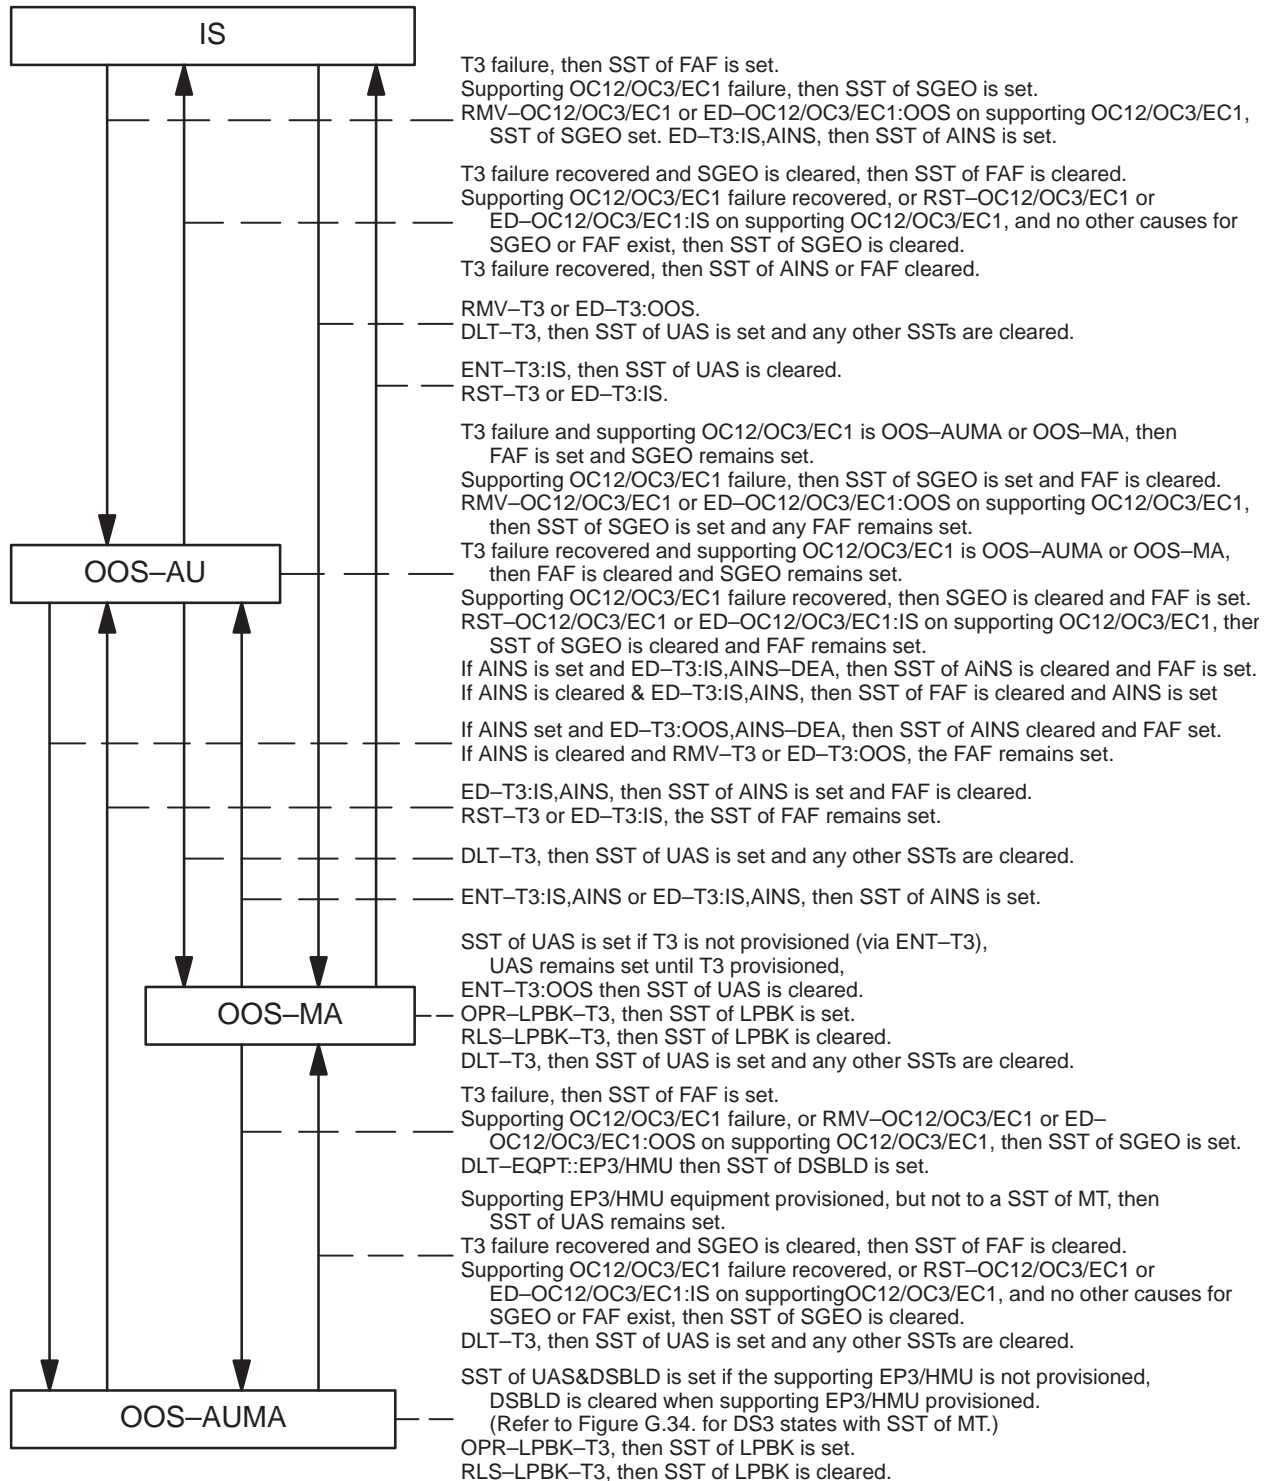 IS
T3 failure, then SST of FAF is set.
Supporting OC12/OC3/EC1 failure, then SST of SGEO is set.
RMV–OC12/OC3/EC1 or ED–OC12/OC3/EC1:OOS on supporting OC12/OC3/EC1,
SST of SGEO set. ED–T3:IS,AINS, then SST of AINS is set.
T3 failure recovered and SGEO is cleared, then SST of FAF is cleared.
Supporting OC12/OC3/EC1 failure recovered, or RST–OC12/OC3/EC1 or
ED–OC12/OC3/EC1:IS on supporting OC12/OC3/EC1, and no other causes for
SGEO or FAF exist, then SST of SGEO is cleared.
T3 failure recovered, then SST of AINS or FAF cleared.
RMV–T3 or ED–T3:OOS.
DLT–T3, then SST of UAS is set and any other SSTs are cleared.
ENT–T3:IS, then SST of UAS is cleared.
RST–T3 or ED–T3:IS.
T3 failure and supporting OC12/OC3/EC1 is OOS–AUMA or OOS–MA, then
FAF is set and SGEO remains set.
Supporting OC12/OC3/EC1 failure, then SST of SGEO is set and FAF is cleared.
RMV–OC12/OC3/EC1 or ED–OC12/OC3/EC1:OOS on supporting OC12/OC3/EC1,
then SST of SGEO is set and any FAF remains set.
OOS–AU
T3 failure recovered and supporting OC12/OC3/EC1 is OOS–AUMA or OOS–MA,
then FAF is cleared and SGEO remains set.
Supporting OC12/OC3/EC1 failure recovered, then SGEO is cleared and FAF is set.
RST–OC12/OC3/EC1 or ED–OC12/OC3/EC1:IS on supporting OC12/OC3/EC1, ther
SST of SGEO is cleared and FAF remains set.
If AINS is set and ED–T3:IS,AINS–DEA, then SST of AiNS is cleared and FAF is set.
If AINS is cleared & ED–T3:IS,AINS, then SST of FAF is cleared and AINS is set
If AINS set and ED–T3:OOS,AINS–DEA, then SST of AINS cleared and FAF set.
If AINS is cleared and RMV–T3 or ED–T3:OOS, the FAF remains set.
ED–T3:IS,AINS, then SST of AINS is set and FAF is cleared.
RST–T3 or ED–T3:IS, the SST of FAF remains set.
DLT–T3, then SST of UAS is set and any other SSTs are cleared.
ENT–T3:IS,AINS or ED–T3:IS,AINS, then SST of AINS is set.
SST of UAS is set if T3 is not provisioned (via ENT–T3),
UAS remains set until T3 provisioned,
ENT–T3:OOS then SST of UAS is cleared.
OOS–MA
OPR–LPBK–T3, then SST of LPBK is set.
RLS–LPBK–T3, then SST of LPBK is cleared.
DLT–T3, then SST of UAS is set and any other SSTs are cleared.
T3 failure, then SST of FAF is set.
Supporting OC12/OC3/EC1 failure, or RMV–OC12/OC3/EC1 or ED–
OC12/OC3/EC1:OOS on supporting OC12/OC3/EC1, then SST of SGEO is set.
DLT–EQPT::EP3/HMU then SST of DSBLD is set.
Supporting EP3/HMU equipment provisioned, but not to a SST of MT, then
SST of UAS remains set.
T3 failure recovered and SGEO is cleared, then SST of FAF is cleared.
Supporting OC12/OC3/EC1 failure recovered, or RST–OC12/OC3/EC1 or
ED–OC12/OC3/EC1:IS on supportingOC12/OC3/EC1, and no other causes for
SGEO or FAF exist, then SST of SGEO is cleared.
DLT–T3, then SST of UAS is set and any other SSTs are cleared.
SST of UAS&DSBLD is set if the supporting EP3/HMU is not provisioned,
DSBLD is cleared when supporting EP3/HMU provisioned.
OOS–AUMA
(Refer to Figure G.34. for DS3 states with SST of MT.)
OPR–LPBK–T3, then SST of LPBK is set.
RLS–LPBK–T3, then SST of LPBK is cleared.